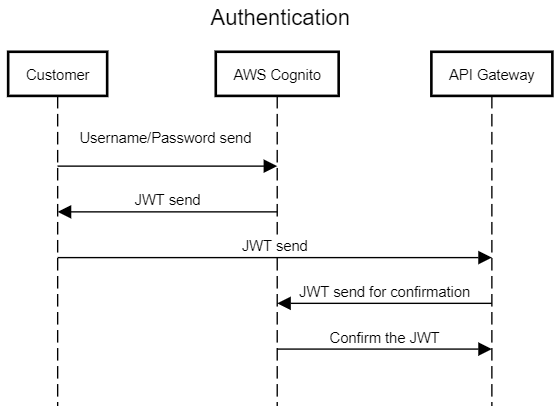 Authentication
Customer
AWS Cognito
API Gateway
Username/Password send
JWT send
JWT send
JWT send for confirmation
Confirm the JWT